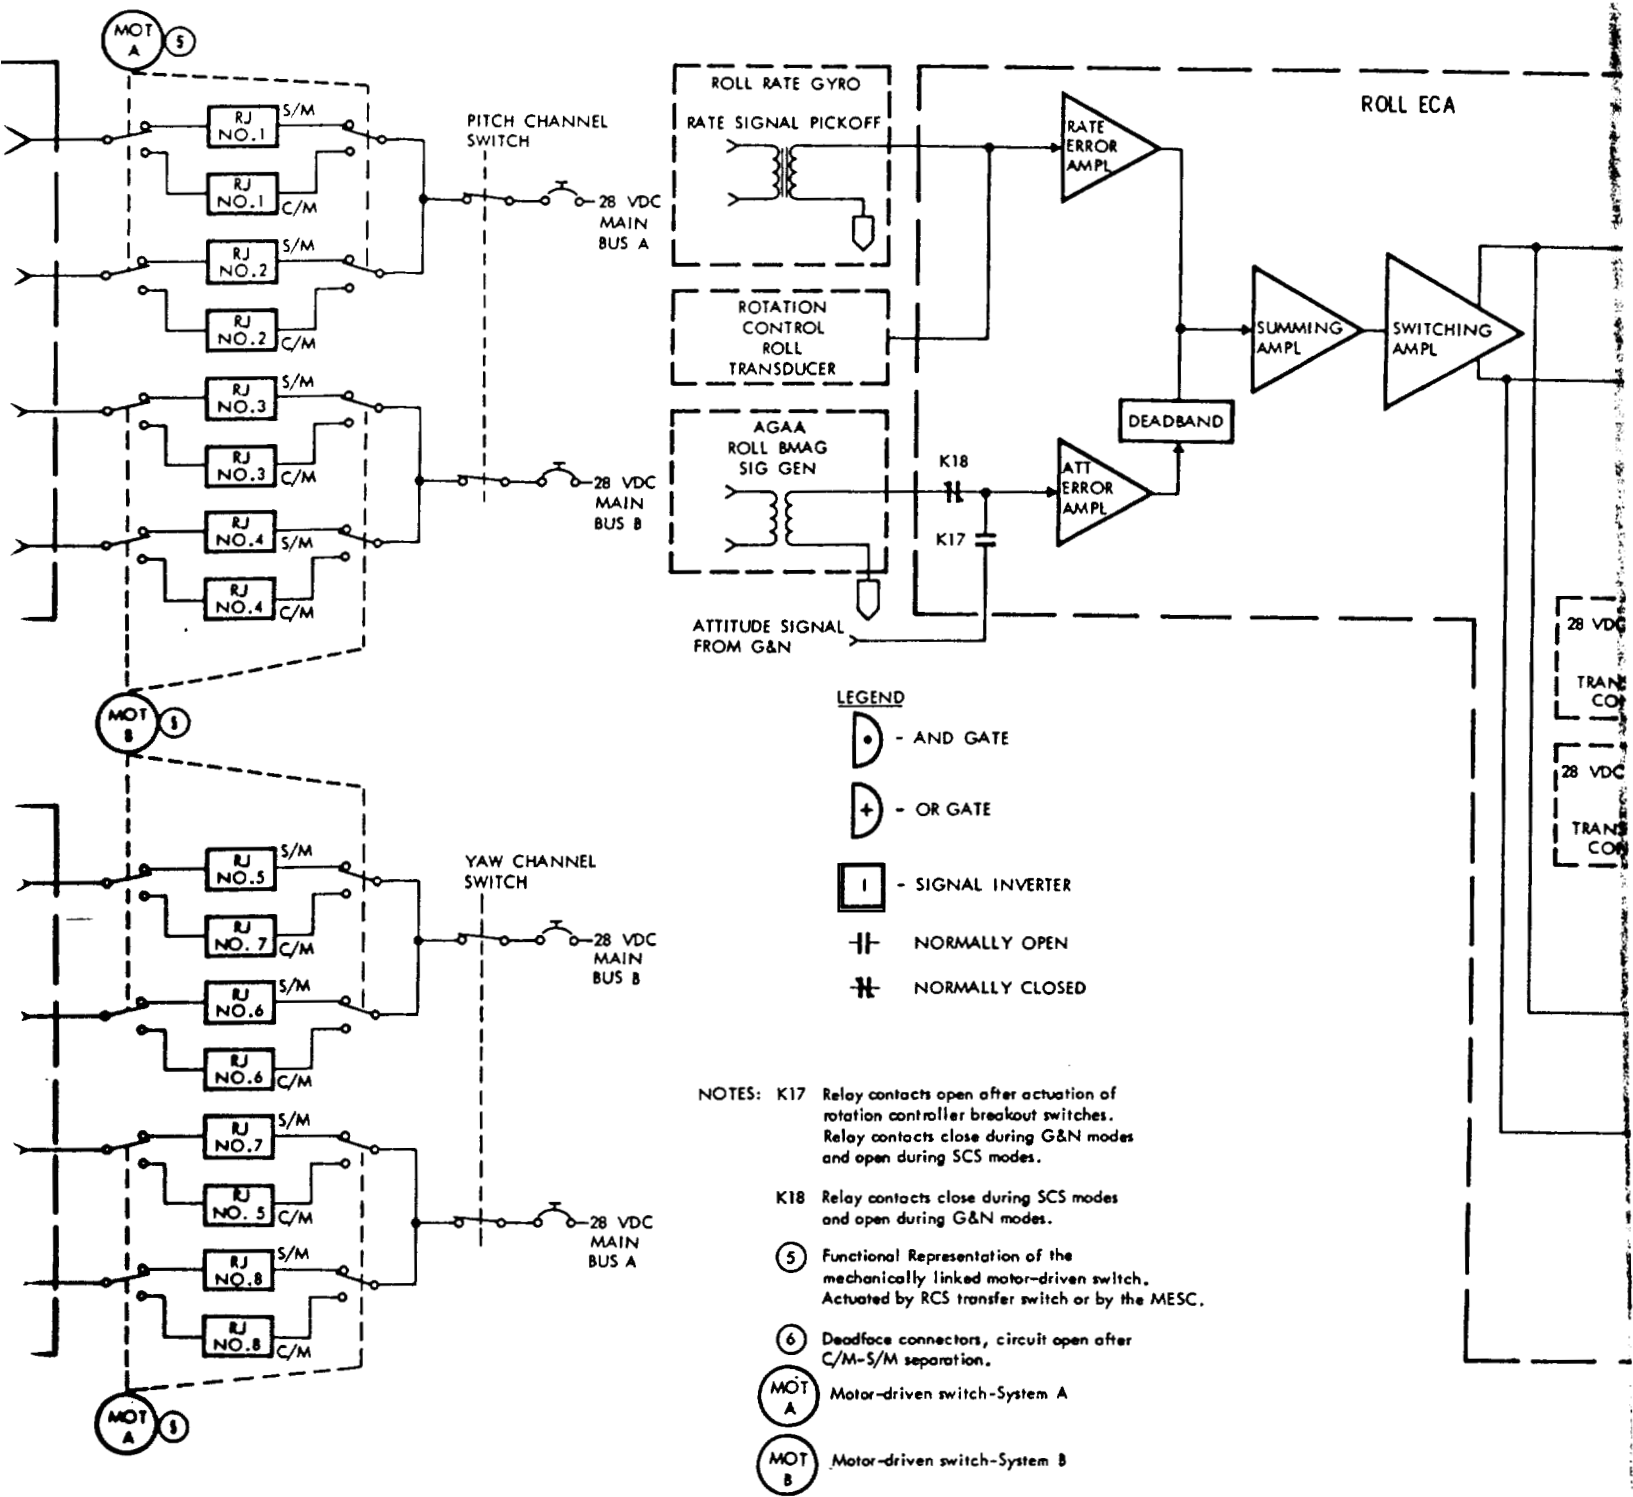 MOT
A
5
RJ
NO.1
S/M
RJ
NO.1
C/M
RJ
NO.2
S/M
RJ
NO.2
C/M
RJ
NO.3
S/M
RJ
NO.3
C/M
RJ
NO.4
S/M
RJ
NO.4
C/M
PITCH CHANNEL
SWITCH
28 VDC
MAIN
BUS A
28 VDC
MAIN
BUS B
MOT
B
5
RJ
NO.5
S/M
RJ
NO. 7
C/M
RJ
NO.6
S/M
RJ
NO.6
C/M
RJ
NO.7
S/M
RJ
NO. 5
C/M
RJ
NO.8
S/M
RJ
NO.8
C/M
YAW CHANNEL
SWITCH
28 VDC
MAIN
BUS B
28 VDC
MAIN
BUS A
MOT
A
5
ROLL RATE GYRO
RATE SIGNAL PICKOFF
ROTATION
CONTROL
ROLL
TRANSDUCER
AGAA
ROLL BMAG
SIG GEN
ATTITUDE SIGNAL
FROM G&N
ROLL ECA
RATE
ERROR
AMPL
K18
K17
ATT
ERROR
AMPL
DEADBAND
SUMMING
AMPL
SWITCHING
AMPL
28 VDC
TRAN
CO
28 VDC
TRAN
CO
LEGEND
- AND GATE
+ - OR GATE
I - SIGNAL INVERTER
NORMALLY OPEN
NORMALLY CLOSED
NOTES: K17 Relay contacts open after actuation of
rotation controller breakout switches.
Relay contacts close during G&N modes
and open during SCS modes.
K18 Relay contacts close during SCS modes
and open during G&N modes.
5 Functional Representation of the
mechanically linked motor-driven switch.
Actuated by RCS transfer switch or by the MESC.
6 Deadface connectors, circuit open after
C/M-S/M separation.
MOT
A
Motor-driven switch-System A
MOT
B
Motor-driven switch-System B